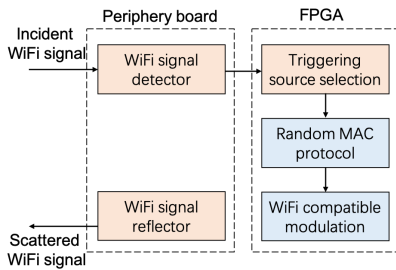 Periphery board
FPGA
Incident
WiFi signal
WiFi signal
detector
Triggering
source selection
Random MAC
protocol
WiFi signal
reflector
WiFi compatible
modulation
Scattered
WiFi signal